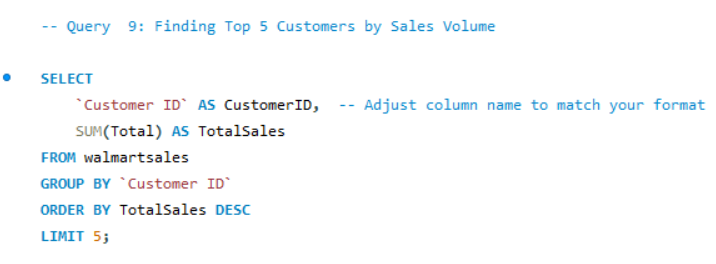 -- Query  9: Finding Top 5 Customers by Sales Volume
SELECT
    `Customer ID` AS CustomerID,  -- Adjust column name to match your format
    SUM(Total) AS TotalSales
FROM walmartsales
GROUP BY `Customer ID`
ORDER BY TotalSales DESC
LIMIT 5;